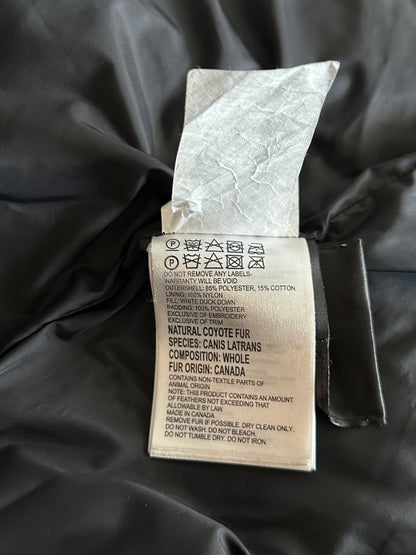 P
P
DO NOT REMOVE ANY LABELS-
WARRANTY WILL BE VOID
OUTERSHELL: 85% POLYESTER, 15% COTTON
LINING: 100% NYLON
FILL: WHITE DUCK DOWN
PADDING: 100% POLYESTER
EXCLUSIVE OF EMBROIDERY
EXCLUSIVE OF TRIM
NATURAL COYOTE FUR
SPECIES: CANIS LATRANS
COMPOSITION: WHOLE
FUR ORIGIN: CANADA
CONTAINS NON-TEXTILE PARTS OF
ANIMAL ORIGIN
NOTE: THIS PRODUCT CONTAINS AN AMOUNT
OF FEATHERS NOT EXCEEDING THAT
ALLOWABLE BY LAW
MADE IN CANADA
REMOVE FUR IF POSSIBLE. DRY CLEAN ONLY.
DO NOT WASH. DO NOT BLEACH.
DO NOT TUMBLE DRY. DO NOT IRON.